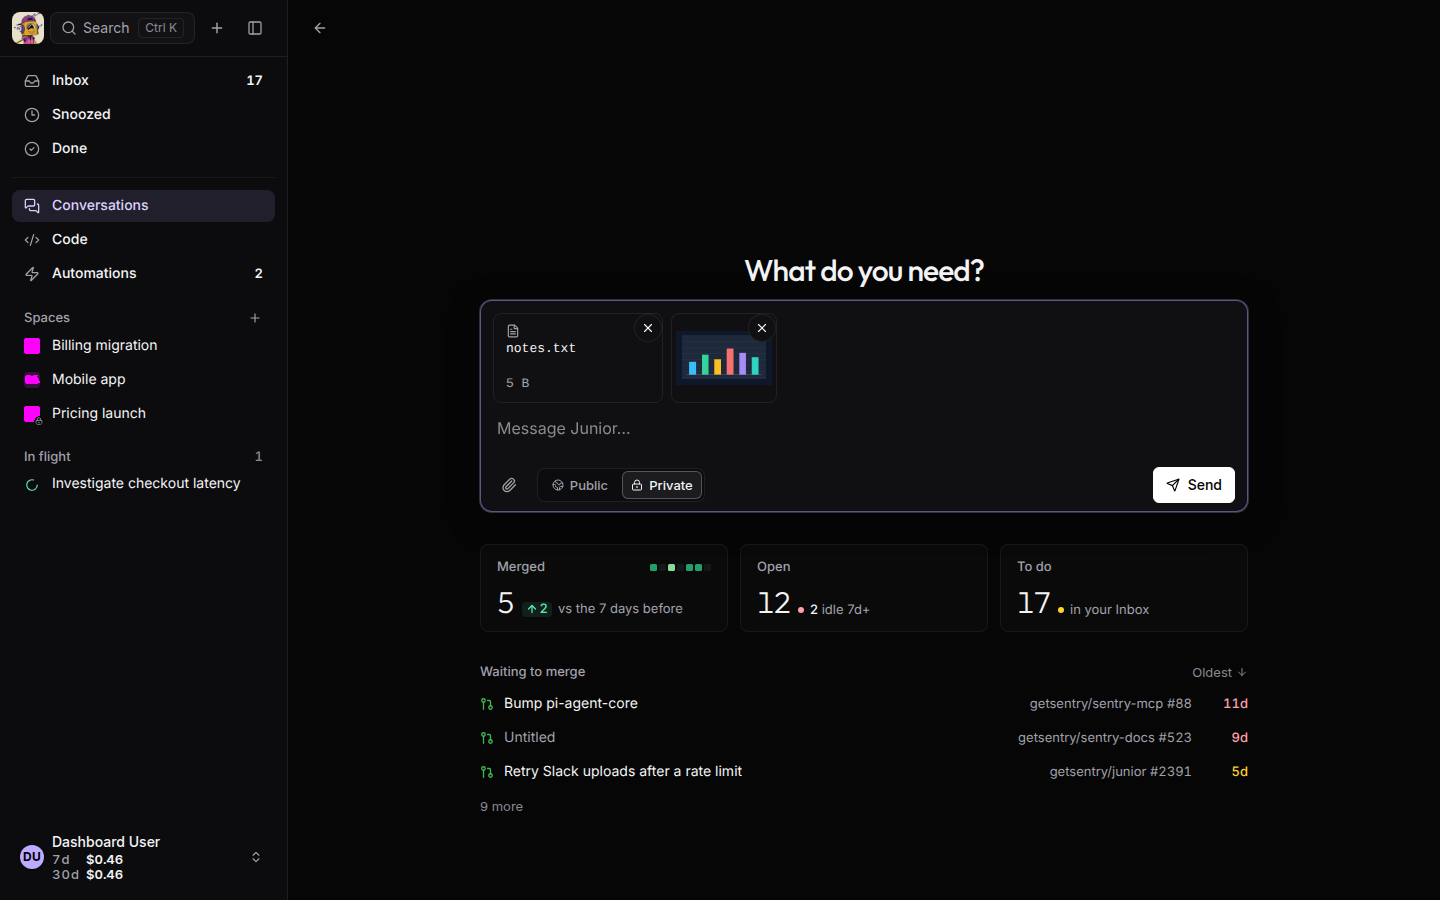 Search Ctrl K
Inbox 17
Snoozed
Done
Conversations
Code
Automations 2
Spaces
Billing migration
Mobile app
Pricing launch
In flight 1
Investigate checkout latency
Dashboard User
DU
7d $0.46
30d $0.46
What do you need?
notes.txt
5 B
Message Junior...
Public Private Send
Merged
5 2 vs the 7 days before
Open
12 2 idle 7d+
To do
17 in your Inbox
Waiting to merge Oldest
Bump pi-agent-core getsentry/sentry-mcp #88 11d
Untitled getsentry/sentry-docs #523 9d
Retry Slack uploads after a rate limit getsentry/junior #2391 5d
9 more